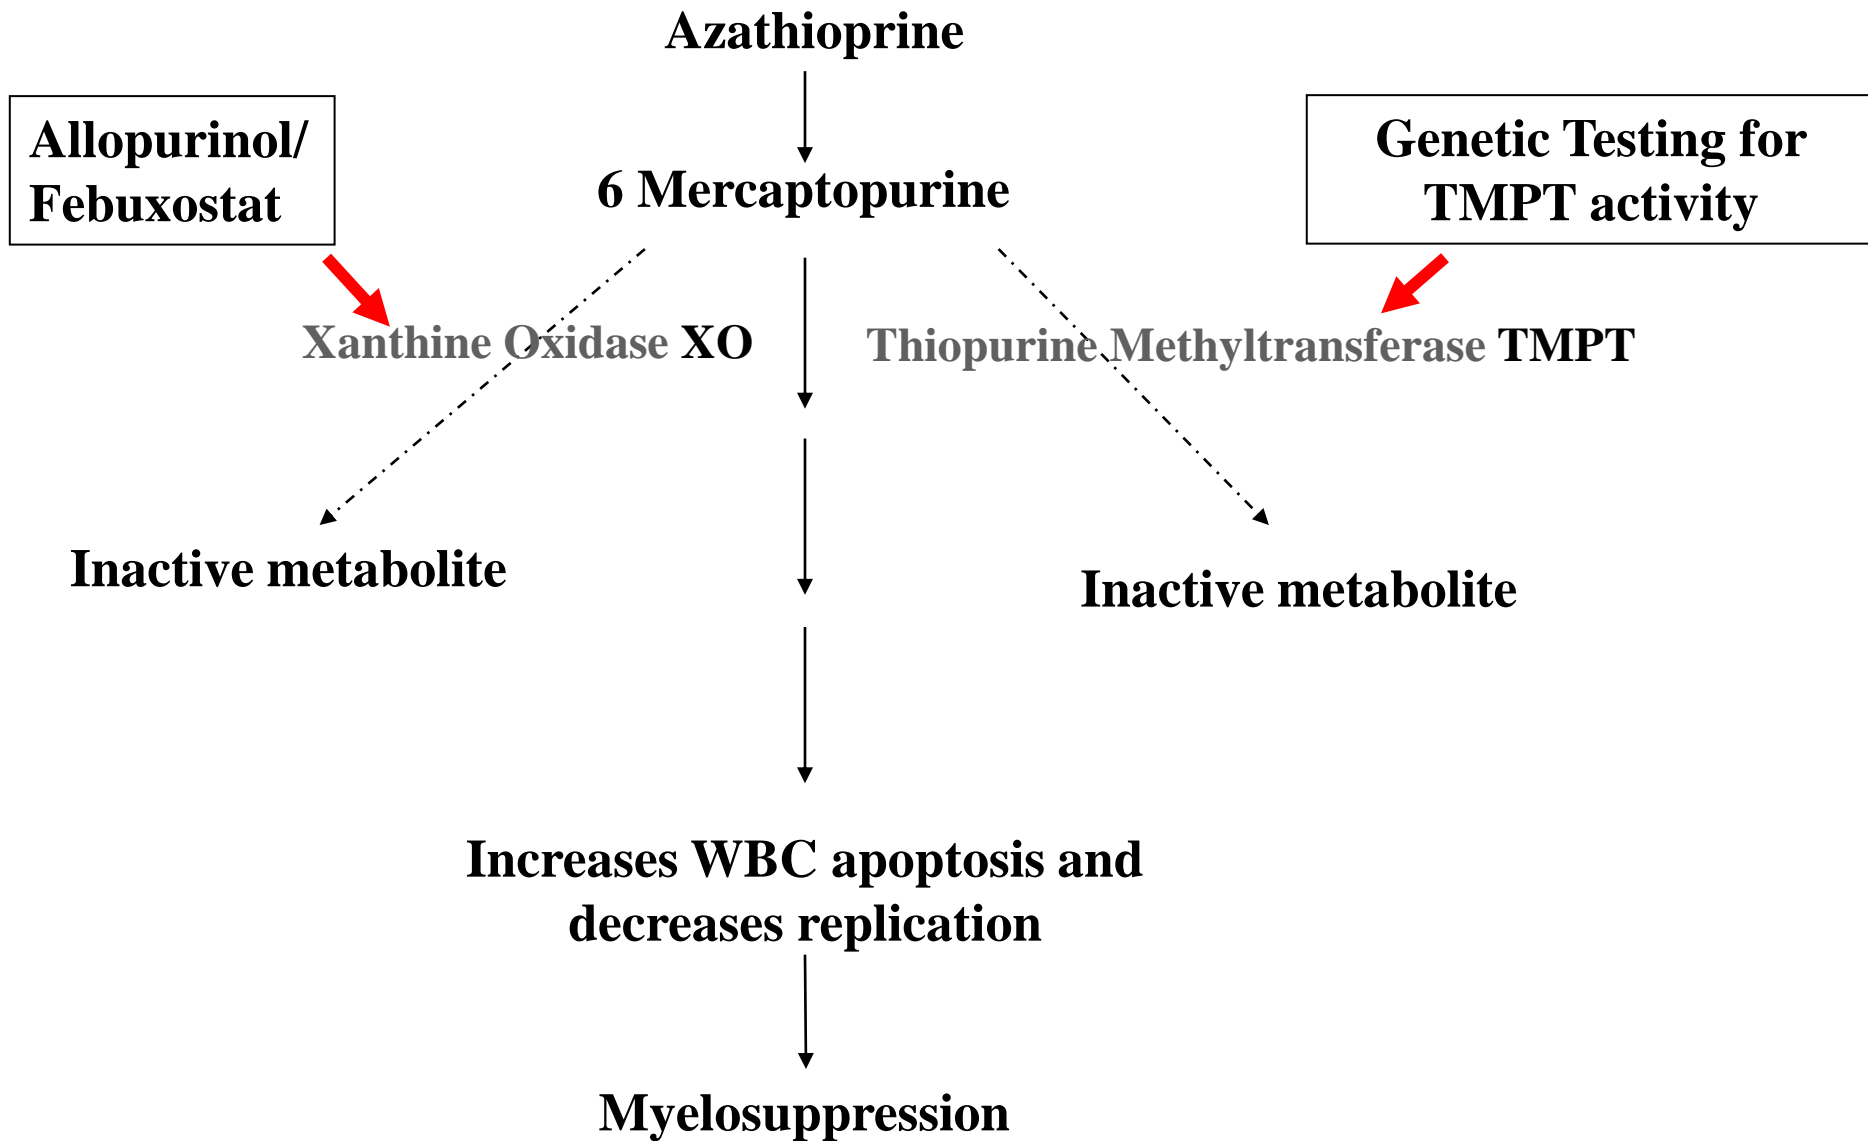 Azathioprine
Allopurinol/
Febuxostat
Genetic Testing for
TMPT activity
6 Mercaptopurine
Xanthine Oxidase XO
Thiopurine Methyltransferase TMPT
Inactive metabolite
Inactive metabolite
Increases WBC apoptosis and
decreases replication
Myelosuppression